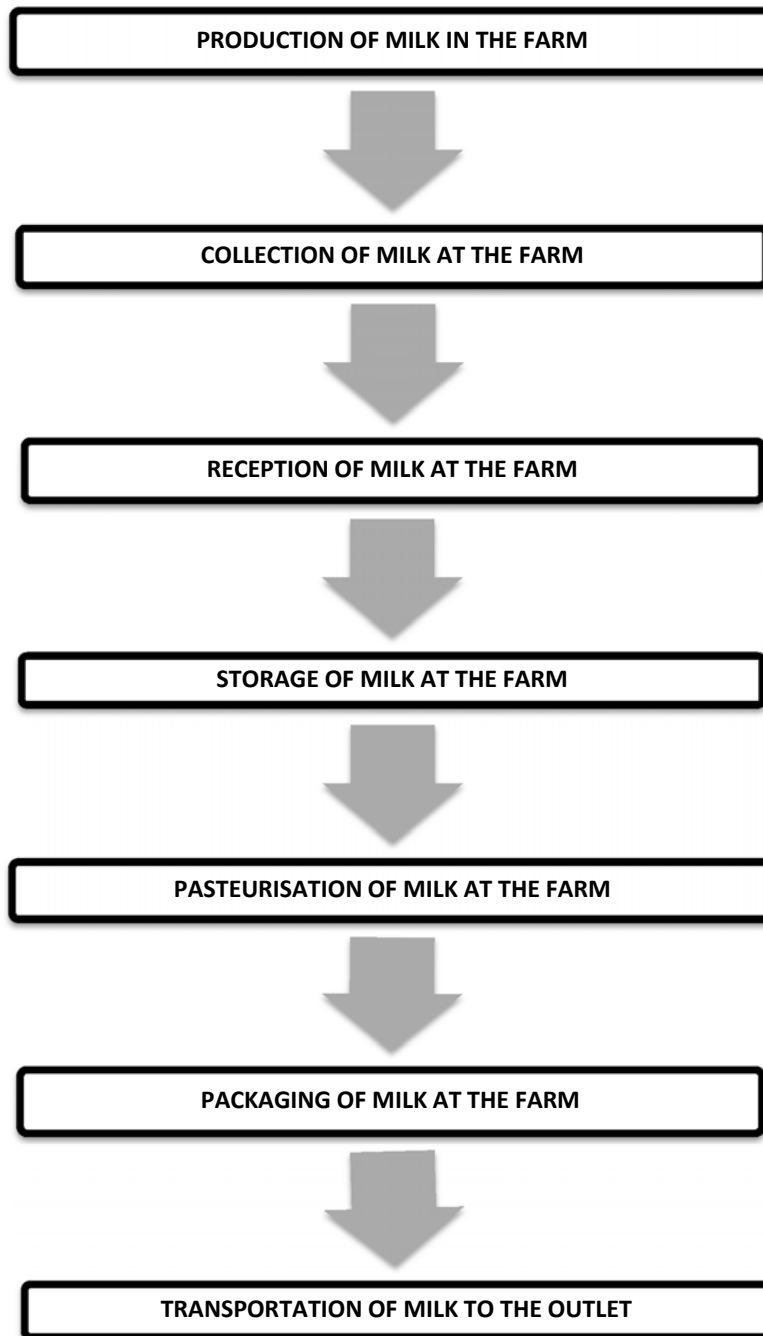 PRODUCTION OF MILK IN THE FARM
COLLECTION OF MILK AT THE FARM
RECEPTION OF MILK AT THE FARM
STORAGE OF MILK AT THE FARM
PASTEURISATION OF MILK AT THE FARM
PACKAGING OF MILK AT THE FARM
TRANSPORTATION OF MILK TO THE OUTLET